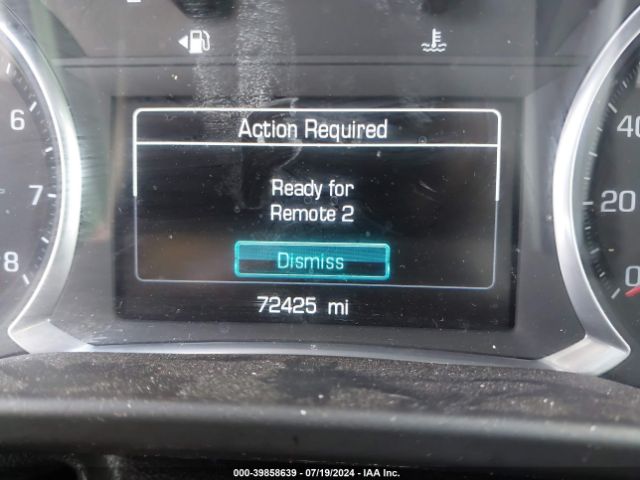 6
7
8
Action Required
Ready for
Remote 2
Dismiss
72425 mi
40
20
0
000-39858639 - 07/19/2024 - IAA Inc.